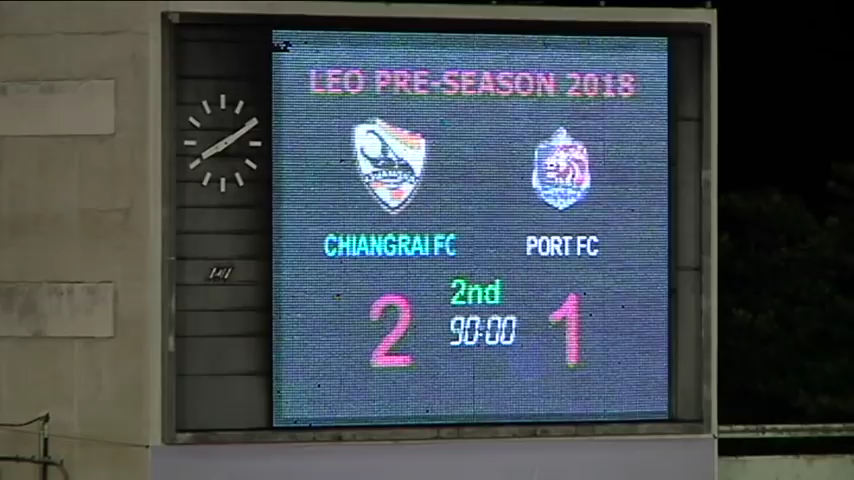 LEO PRE-SEASON 2018
CHIANGRAI FC
PORT FC
2nd
2
90:00
1